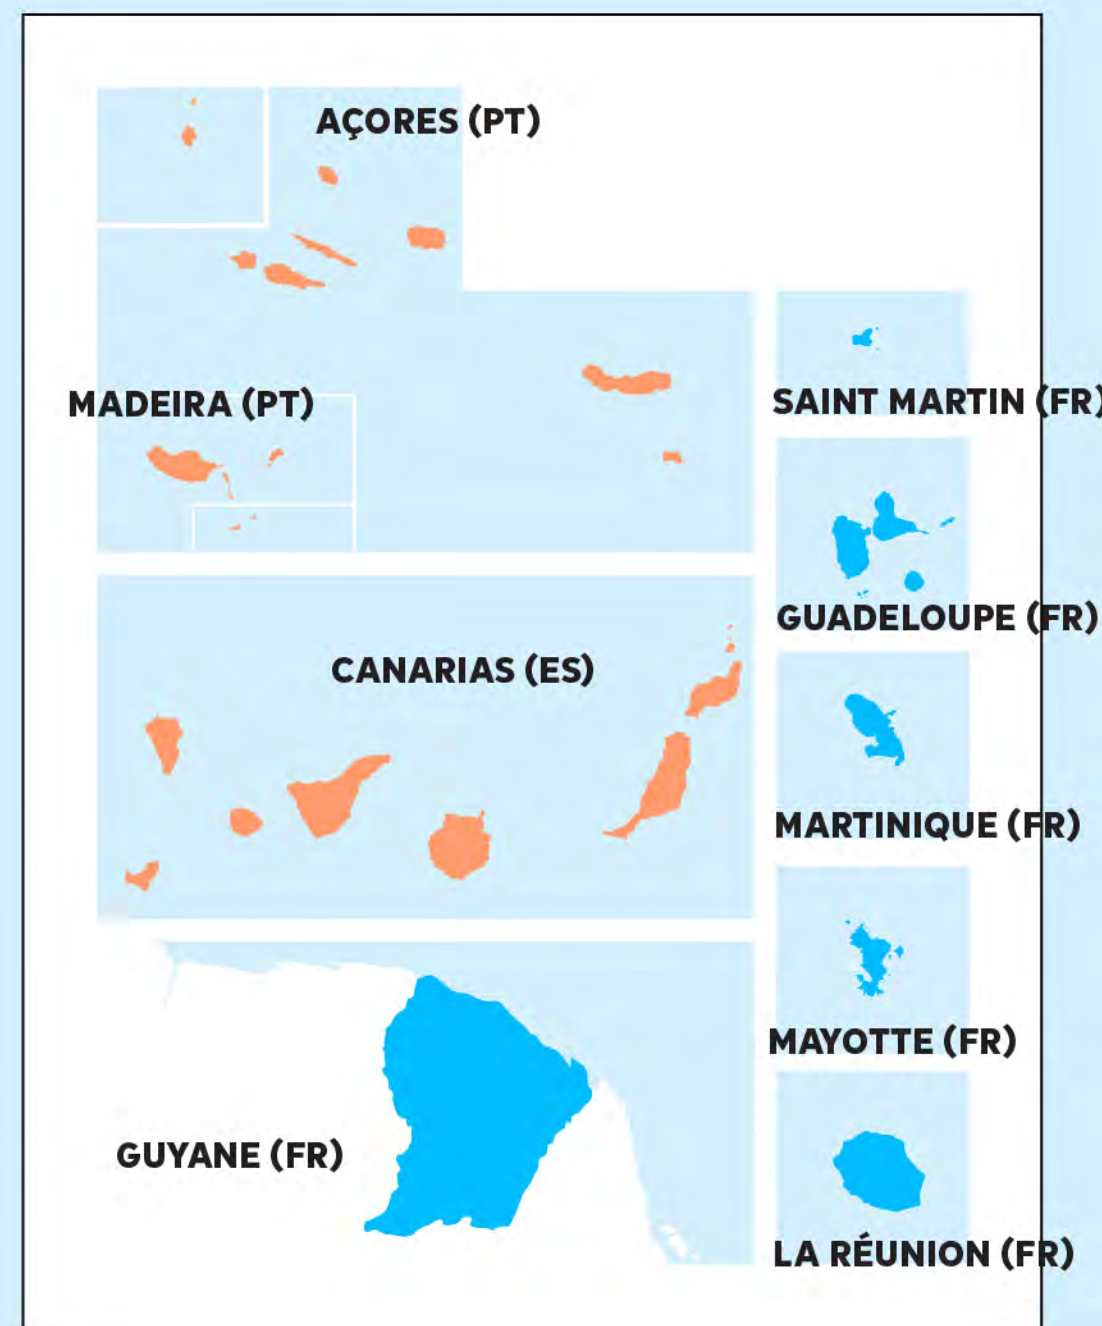 AÇORES (PT)
MADEIRA (PT)
SAINT MARTIN (FR)
GUADELOUPE (FR)
CANARIAS (ES)
MARTINIQUE (FR)
MAYOTTE (FR)
GUYANE (FR)
LA RÉUNION (FR)